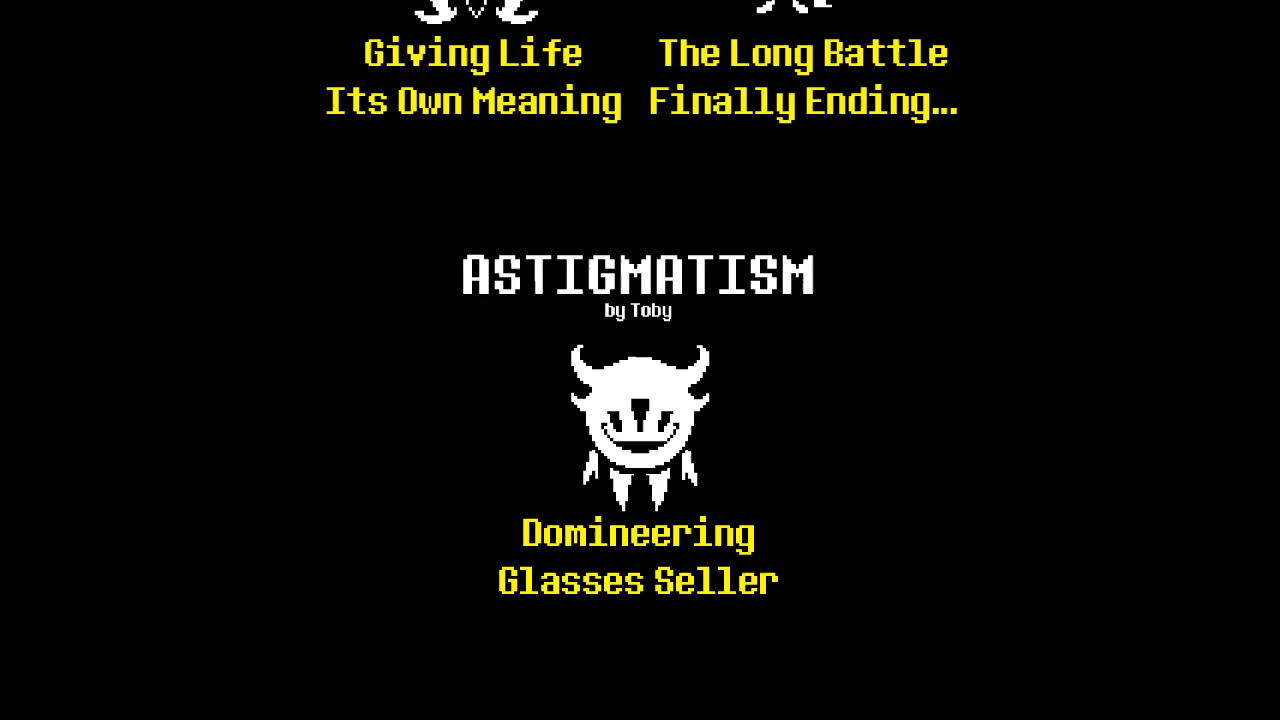 Giving Life
Its Own Meaning
The Long Battle
Finally Ending...
ASTIGMATISM
by Toby
Domineering
Glasses Seller